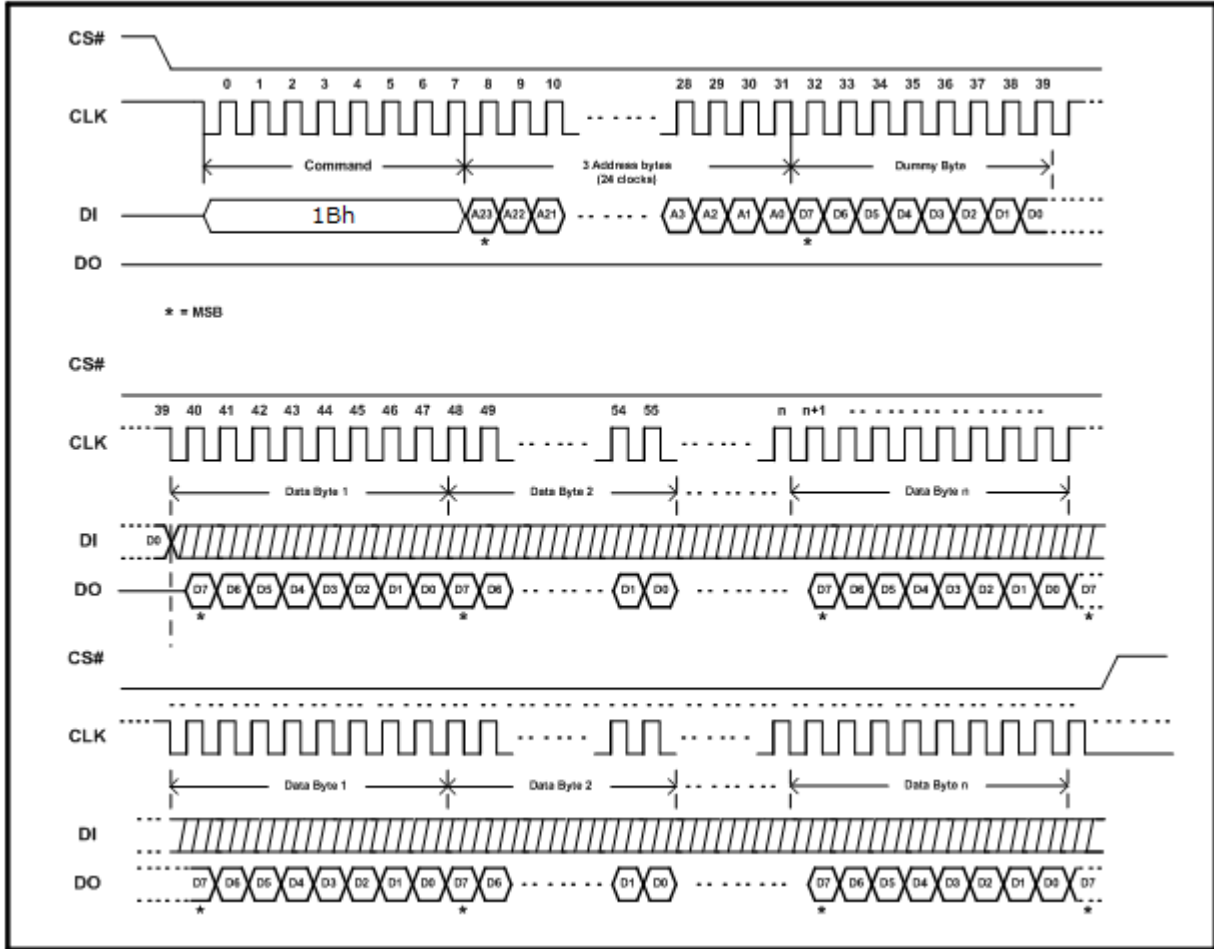 CS#
0 1 2 3 4 5 6 7 8 9 10 28 29 30 31 32 33 34 35 36 37 38 39
CLK
Command 3 Address bytes Dummy Byte
(24 clocks)
DI 1Bh A23 A22 A21 A3 A2 A1 A0 D7 D6 D5 D4 D3 D2 D1 D0
* *
DO
* = MSB
CS#
39 40 41 42 43 44 45 46 47 48 49 54 55 n n+1
CLK
Data Byte 1 Data Byte 2 Data Byte n
DI D0
DO D7 D6 D5 D4 D3 D2 D1 D0 D7 D6 D1 D0 D7 D6 D5 D4 D3 D2 D1 D0 D7
* * * *
CS#
CLK
Data Byte 1 Data Byte 2 Data Byte n
DI
DO D7 D6 D5 D4 D3 D2 D1 D0 D7 D6 D1 D0 D7 D6 D5 D4 D3 D2 D1 D0 D7
* * * *